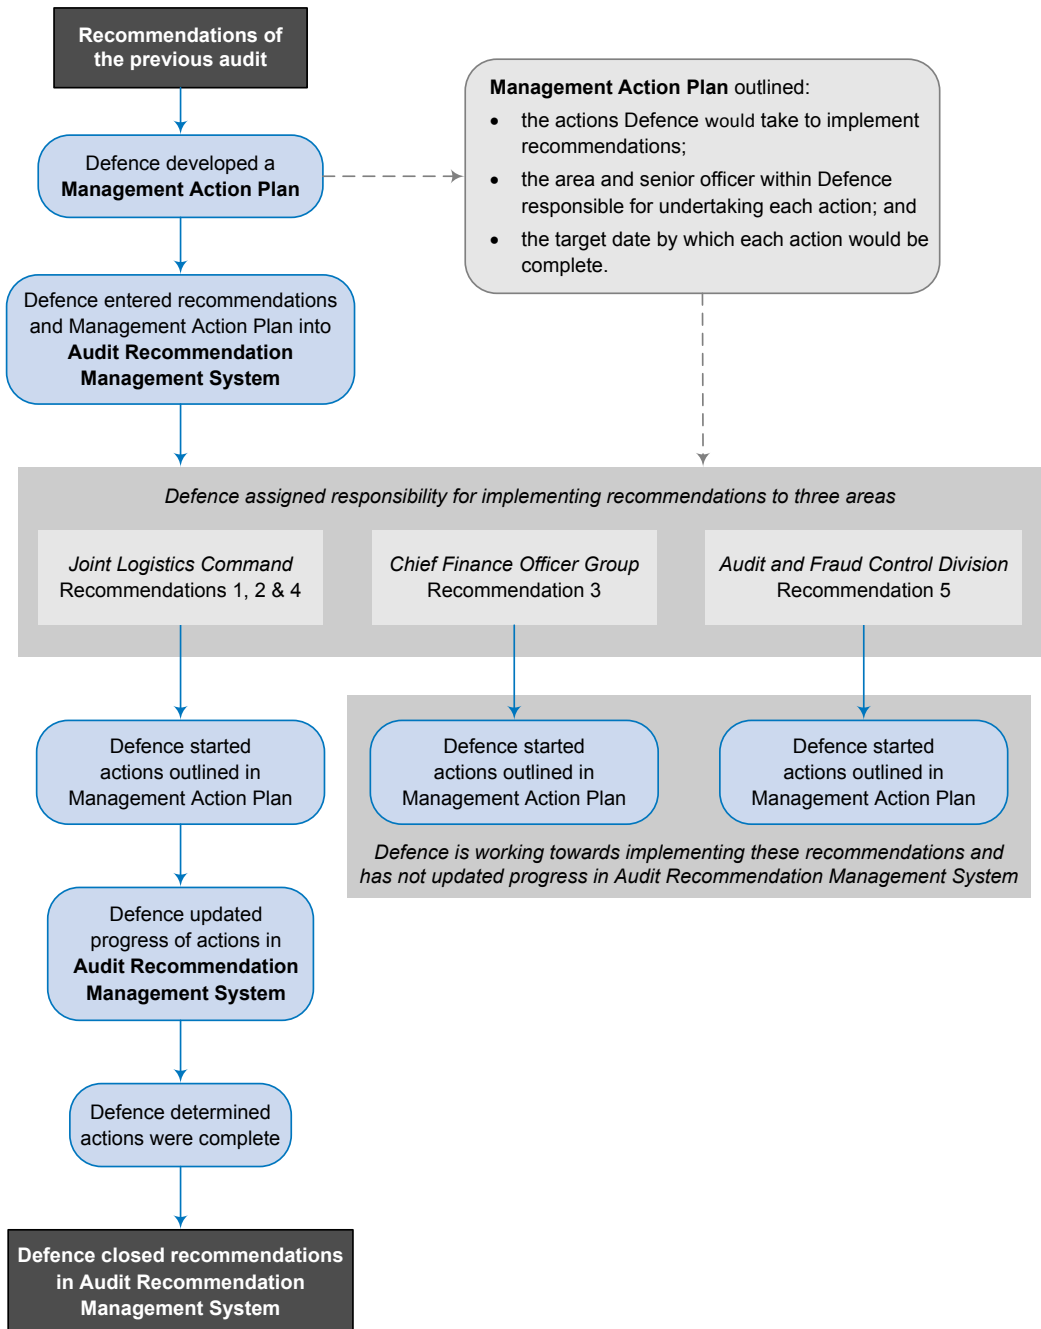 Recommendations of
the previous audit
Defence developed a
Management Action Plan
Management Action Plan outlined:
• the actions Defence would take to implement
recommendations;
• the area and senior officer within Defence
responsible for undertaking each action; and
• the target date by which each action would be
complete.
Defence entered recommendations
and Management Action Plan into
Audit Recommendation
Management System
Defence assigned responsibility for implementing recommendations to three areas
Joint Logistics Command
Recommendations 1, 2 & 4
Chief Finance Officer Group
Recommendation 3
Audit and Fraud Control Division
Recommendation 5
Defence started
actions outlined in
Management Action Plan
Defence started
actions outlined in
Management Action Plan
Defence started
actions outlined in
Management Action Plan
Defence is working towards implementing these recommendations and
has not updated progress in Audit Recommendation Management System
Defence updated
progress of actions in
Audit Recommendation
Management System
Defence determined
actions were complete
Defence closed recommendations
in Audit Recommendation
Management System